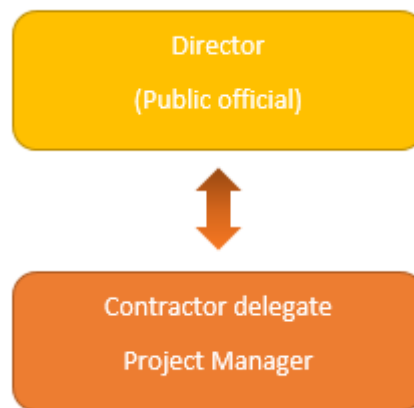 Director
(Public official)
Contractor delegate
Project Manager